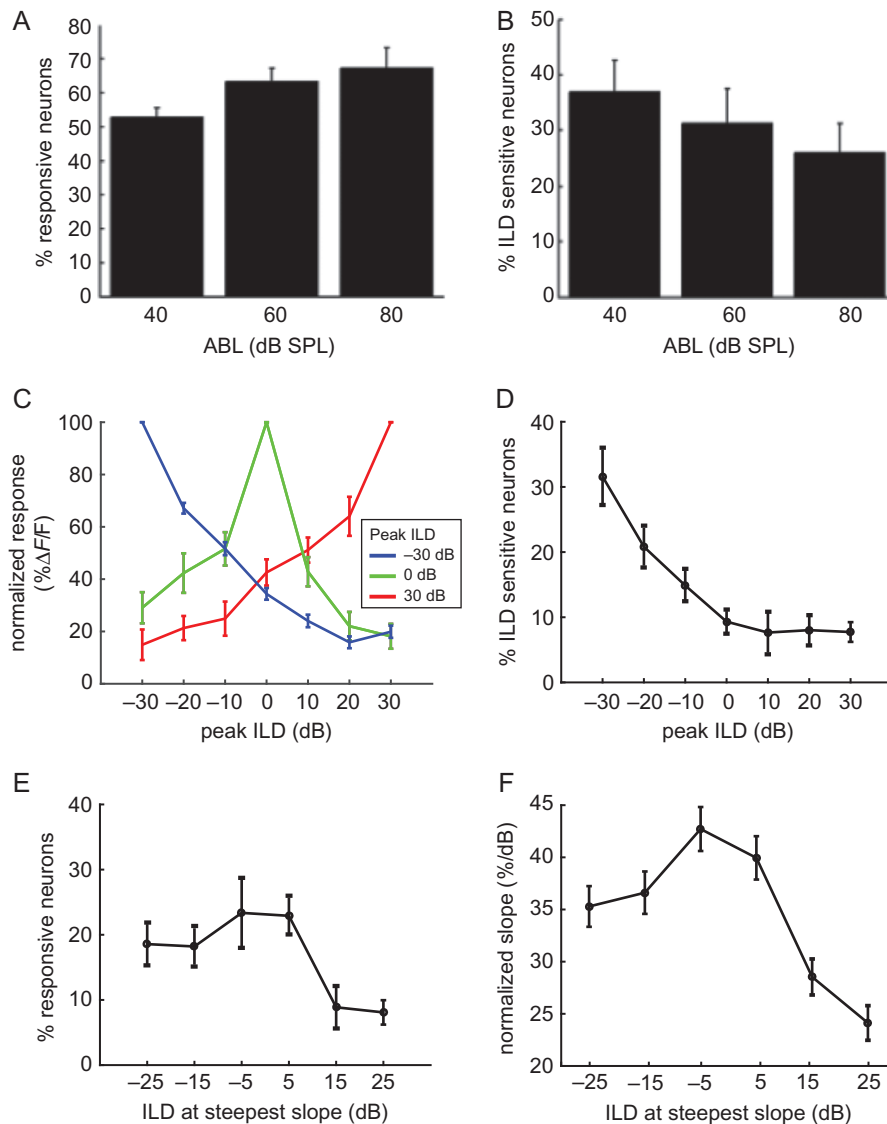 A
% responsive neurons
80
70
60
50
40
30
20
10
0
40 60 80
ABL (dB SPL)
B
% ILD sensitive neurons
50
40
30
20
10
0
40 60 80
ABL (dB SPL)
C
normalized response
(%ΔF/F)
100
80
60
40
20
0
Peak ILD
–30 dB
0 dB
30 dB
–30 –20 –10 0 10 20 30
peak ILD (dB)
D
% ILD sensitive neurons
40
30
20
10
0
–30 –20 –10 0 10 20 30
peak ILD (dB)
E
% responsive neurons
40
30
20
10
0
–25 –15 –5 5 15 25
ILD at steepest slope (dB)
F
normalized slope (%/dB)
45
40
35
30
25
20
–25 –15 –5 5 15 25
ILD at steepest slope (dB)